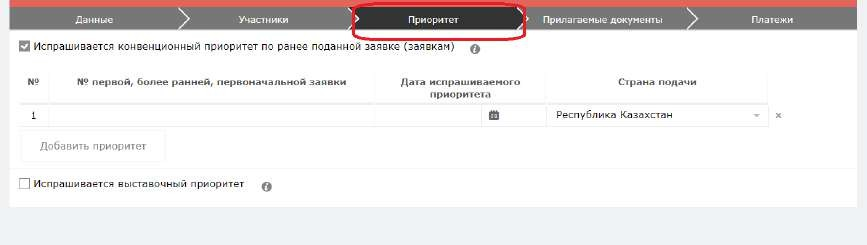 Данные Участники Приоритет Прилагаемые документы Платежи
Испрашивается конвенционный приоритет по ранее поданной заявке (заявкам)
№ № первой, более ранней, первоначальной заявки Дата испрашиваемого приоритета Страна подачи
1 Республика Казахстан ×
Добавить приоритет
Испрашивается выставочный приоритет